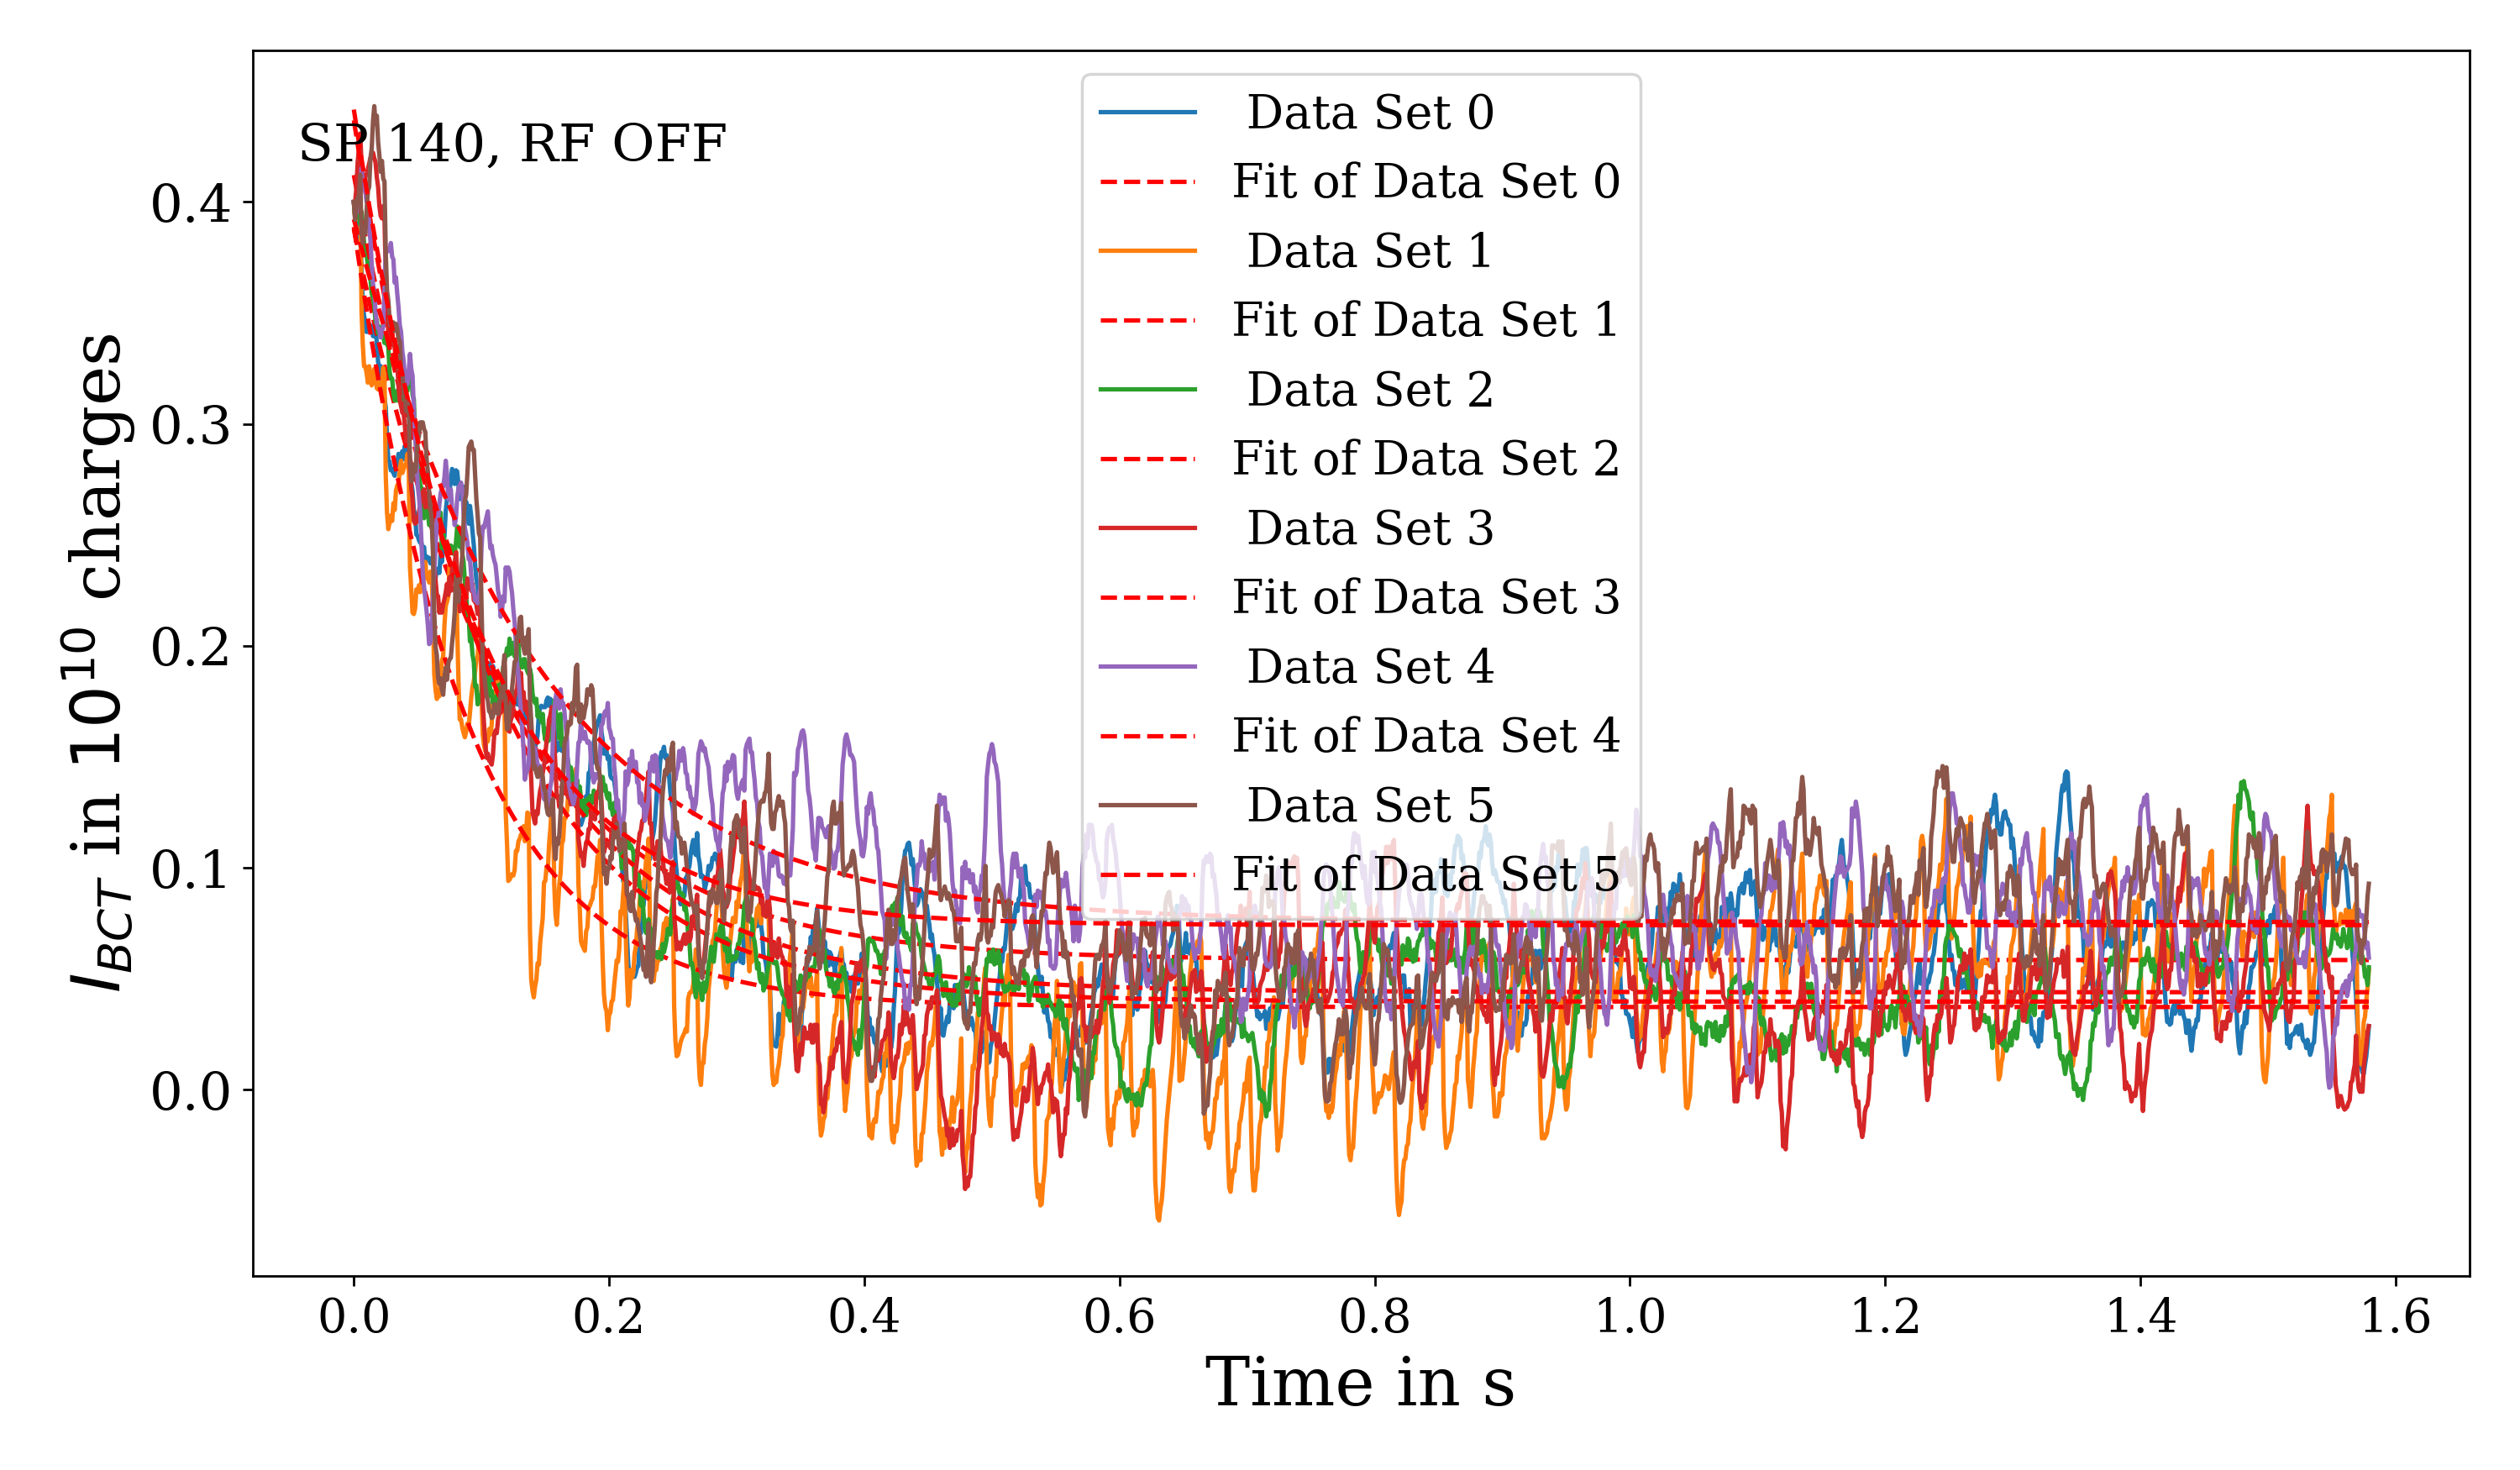 SP 140, RF OFF
I_{BCT} in 10^{10} charges
0.4
0.3
0.2
0.1
0.0
Data Set 0
Fit of Data Set 0
Data Set 1
Fit of Data Set 1
Data Set 2
Fit of Data Set 2
Data Set 3
Fit of Data Set 3
Data Set 4
Fit of Data Set 4
Data Set 5
Fit of Data Set 5
0.0 0.2 0.4 0.6 0.8 1.0 1.2 1.4 1.6
Time in s